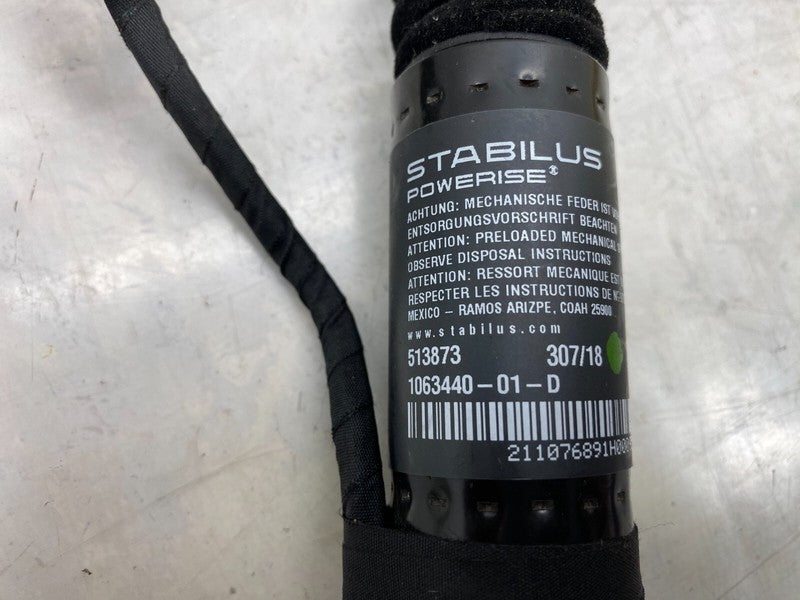 STABILUS
POWERISE®
ACHTUNG: MECHANISCHE FEDER IST
ENTSORGUNGSVORSCHRIFT BEACHTEN
ATTENTION: PRELOADED MECHANICAL
OBSERVE DISPOSAL INSTRUCTIONS
ATTENTION: RESSORT MECANIQUE EST
RESPECTER LES INSTRUCTIONS DE
MEXICO – RAMOS ARIZPE, COAH 25900
www.stabilus.com
513873 307/18
1063440-01-D
211076891H000